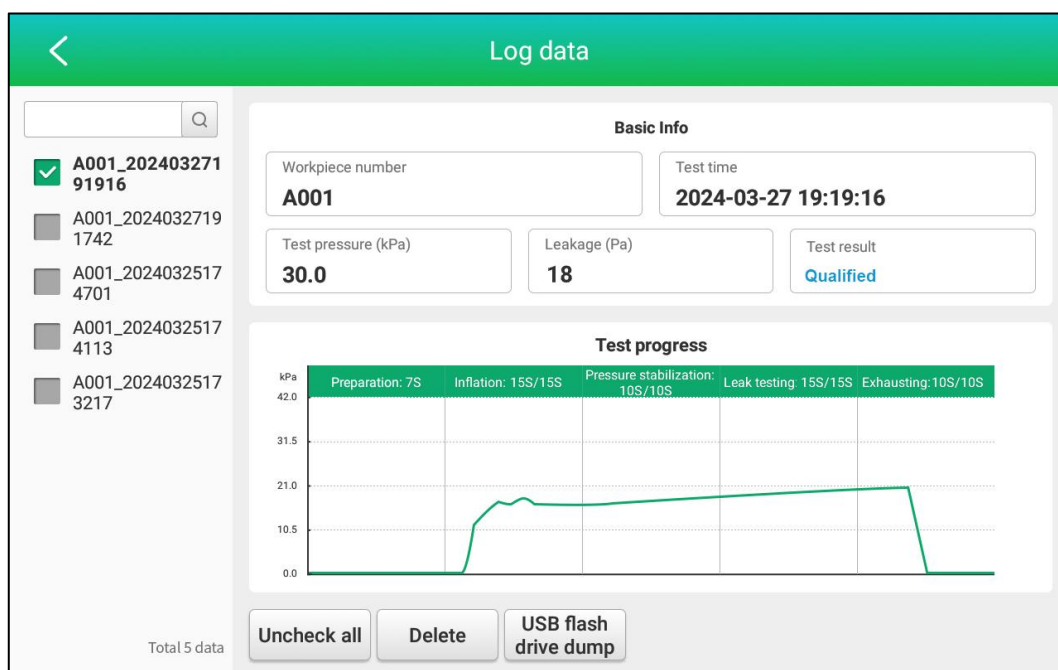 Log data
A001_202403271
91916
A001_2024032719
1742
A001_2024032517
4701
A001_2024032517
4113
A001_2024032517
3217
Total 5 data
Basic Info
Workpiece number
A001
Test time
2024-03-27 19:19:16
Test pressure (kPa)
30.0
Leakage (Pa)
18
Test result
Qualified
Test progress
kPa
Preparation: 7S
Inflation: 15S/15S
Pressure stabilization:
10S/10S
Leak testing: 15S/15S
Exhausting:10S/10S
42.0
31.5
21.0
10.5
0.0
Uncheck all
Delete
USB flash
drive dump